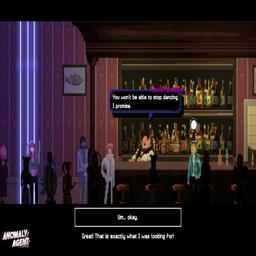 You won't be able to stop dancing.
I promise.
Um.. okay.
Great! That is exactly what I was looking for!
ANOMALY
AGENT